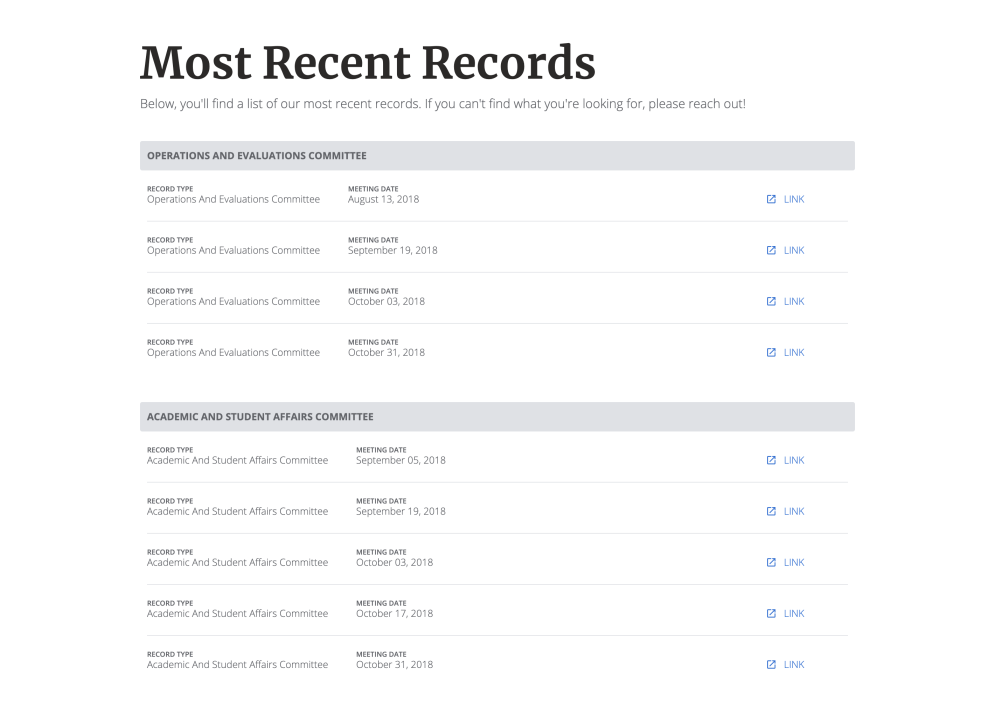 Most Recent Records
Below, you'll find a list of our most recent records. If you can't find what you're looking for, please reach out!
OPERATIONS AND EVALUATIONS COMMITTEE
RECORD TYPE MEETING DATE
Operations And Evaluations Committee August 13, 2018 LINK
RECORD TYPE MEETING DATE
Operations And Evaluations Committee September 19, 2018 LINK
RECORD TYPE MEETING DATE
Operations And Evaluations Committee October 03, 2018 LINK
RECORD TYPE MEETING DATE
Operations And Evaluations Committee October 31, 2018 LINK
ACADEMIC AND STUDENT AFFAIRS COMMITTEE
RECORD TYPE MEETING DATE
Academic And Student Affairs Committee September 05, 2018 LINK
RECORD TYPE MEETING DATE
Academic And Student Affairs Committee September 19, 2018 LINK
RECORD TYPE MEETING DATE
Academic And Student Affairs Committee October 03, 2018 LINK
RECORD TYPE MEETING DATE
Academic And Student Affairs Committee October 17, 2018 LINK
RECORD TYPE MEETING DATE
Academic And Student Affairs Committee October 31, 2018 LINK